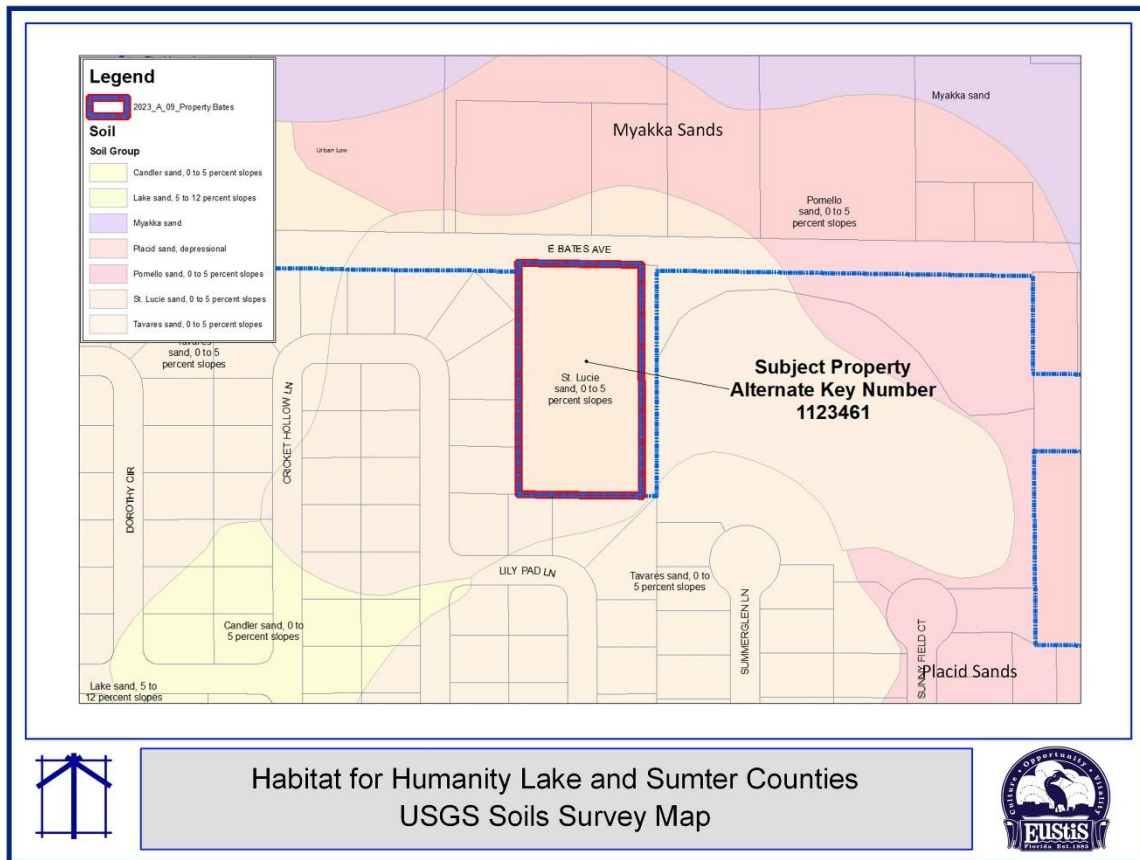 Legend
2023_A_09_Property Bates
Soil
Soil Group
Candler sand, 0 to 5 percent slopes
Lake sand, 5 to 12 percent slopes
Myakka sand
Placid sand, depressional
Pomello sand, 0 to 5 percent slopes
St. Lucie sand, 0 to 5 percent slopes
Tavares sand, 0 to 5 percent slopes
Urban Low
Myakka Sands
Myakka sand
Pomello
sand, 0 to 5
percent slopes
E BATES AVE
Tavares
sand, 0 to 5
percent slopes
St. Lucie
sand, 0 to 5
percent slopes
Subject Property
Alternate Key Number
1123461
CRICKET HOLLOW LN
DOROTHY CIR
LILY PAD LN
Tavares sand, 0 to
5 percent slopes
SUMMERGLEN LN
SUNNY FIELD CT
Candler sand, 0 to
5 percent slopes
Lake sand, 5 to
12 percent slopes
Placid Sands
Habitat for Humanity Lake and Sumter Counties
USGS Soils Survey Map
Culture • Opportunity • Vitality
EUSTIS
Florida Est. 1883